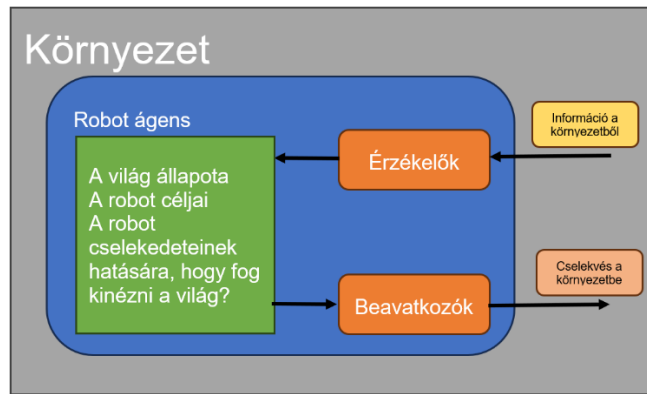 Környezet
Robot ágens
A világ állapota
A robot céljai
A robot
cselekedeteinek
hatására, hogy fog
kinézni a világ?
Érzékelők
Beavatkozók
Információ a
környezetből
Cselekvés a
környezetbe